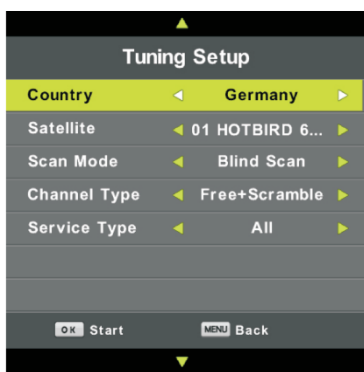 Tuning Setup
Country Germany
Satellite 01 HOTBIRD 6...
Scan Mode Blind Scan
Channel Type Free+Scramble
Service Type All
OK Start MENU Back